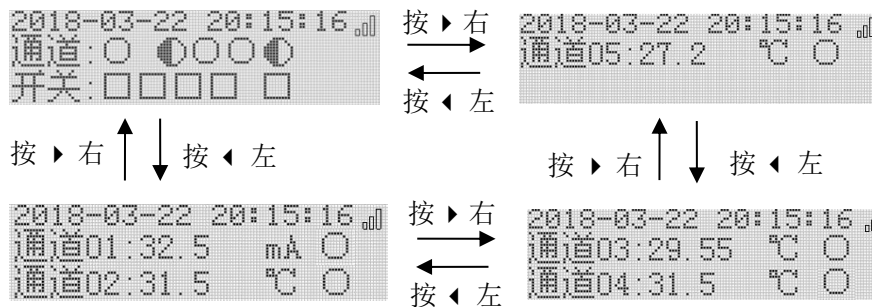 2018-03-22 20:15:16
通道:○ ◐○○◐
开关:□□□□ □
按 ▶ 右
按 ◀ 左
2018-03-22 20:15:16
通道05:27.2 ℃ ○
按 ▶ 右
按 ◀ 左
按 ▶ 右
按 ◀ 左
2018-03-22 20:15:16
通道01:32.5 mA ○
通道02:31.5 ℃ ○
按 ▶ 右
按 ◀ 左
2018-03-22 20:15:16
通道03:29.55 ℃ ○
通道04:31.5 ℃ ○